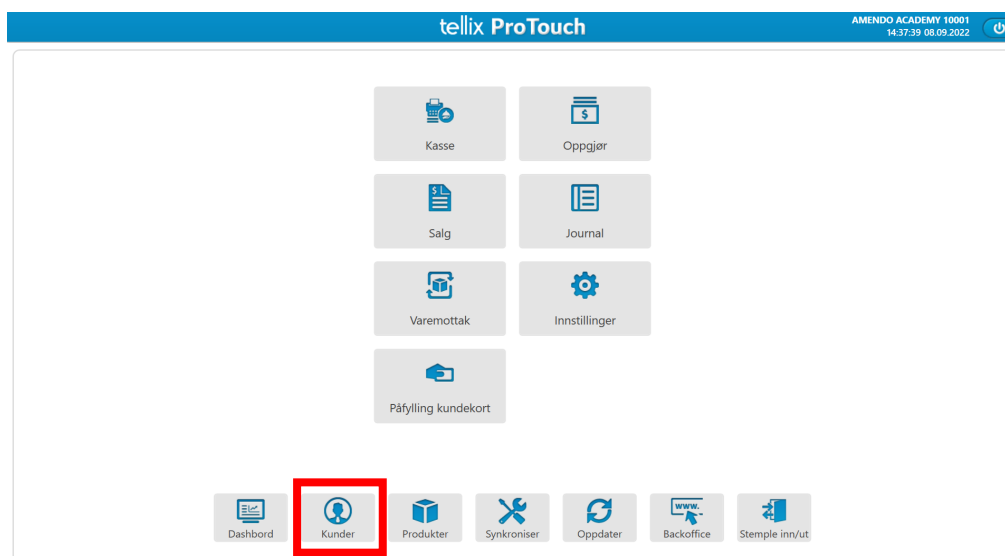 tellix ProTouch
AMENDO ACADEMY 10001
14:37:39 08.09.2022
Kasse
Oppgjør
$
Salg
$
Journal
Varemottak
Innstillinger
Påfylling kundekort
Dashbord
Kunder
Produkter
Synkroniser
Oppdater
www.
Backoffice
Stemple inn/ut